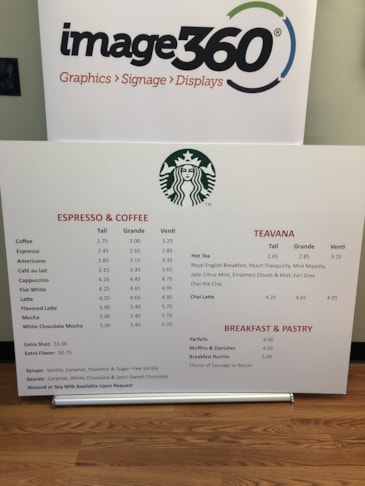 image360®
Graphics > Signage > Displays
TM
ESPRESSO & COFFEE
Tall Grande Venti
Coffee 2.75 3.00 3.25
Espresso 2.45 2.65 2.85
Americano 2.85 3.15 3.35
Café au lait 3.15 3.35 3.65
Cappuccino 4.25 4.45 4.75
Flat White 4.25 4.65 4.95
Latte 4.25 4.65 4.95
Flavored Latte 5.00 5.40 5.70
Mocha 5.00 5.40 5.70
White Chocolate Mocha 5.00 5.40 5.70
Extra Shot: $1.00
Extra Flavor: $0.75
Syrups: Vanilla, Caramel, Hazelnut & Sugar-Free Vanilla
Sauces: Caramel, White Chocolate & Semi-Sweet Chocolate
Almond or Soy Milk Available Upon Request
TEAVANA
Tall Grande Venti
Hot Tea 2.65 2.85 3.25
Royal English Breakfast, Peach Tranquility, Mint Majesty,
Jade Citrus Mint, Emperors Clouds & Mist, Earl Grey
Chai the Chai
Chai Latte 4.25 4.65 4.95
BREAKFAST & PASTRY
Parfaits 4.00
Muffins & Danishes 4.00
Breakfast Burrito 5.00
Choice of Sausage or Bacon